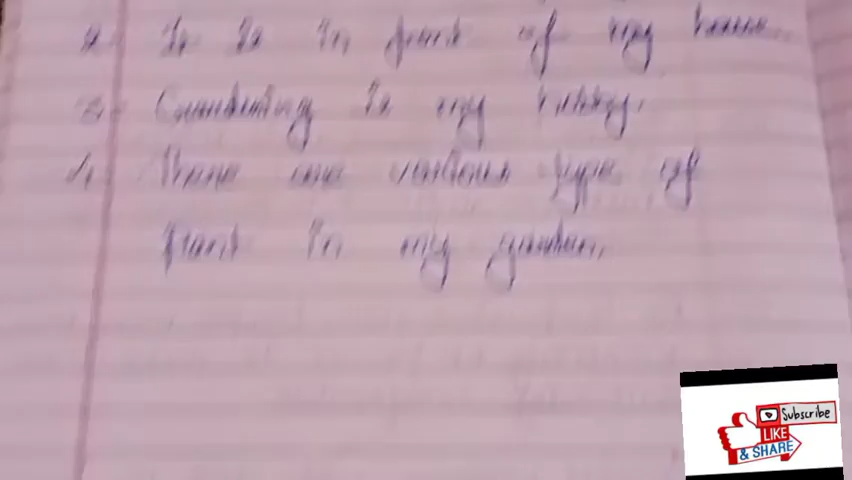 2. It Is In front of my house.
3. Gardening Is my hobby.
4. There are various type of
plant In my garden.
Subscribe
LIKE
& SHARE